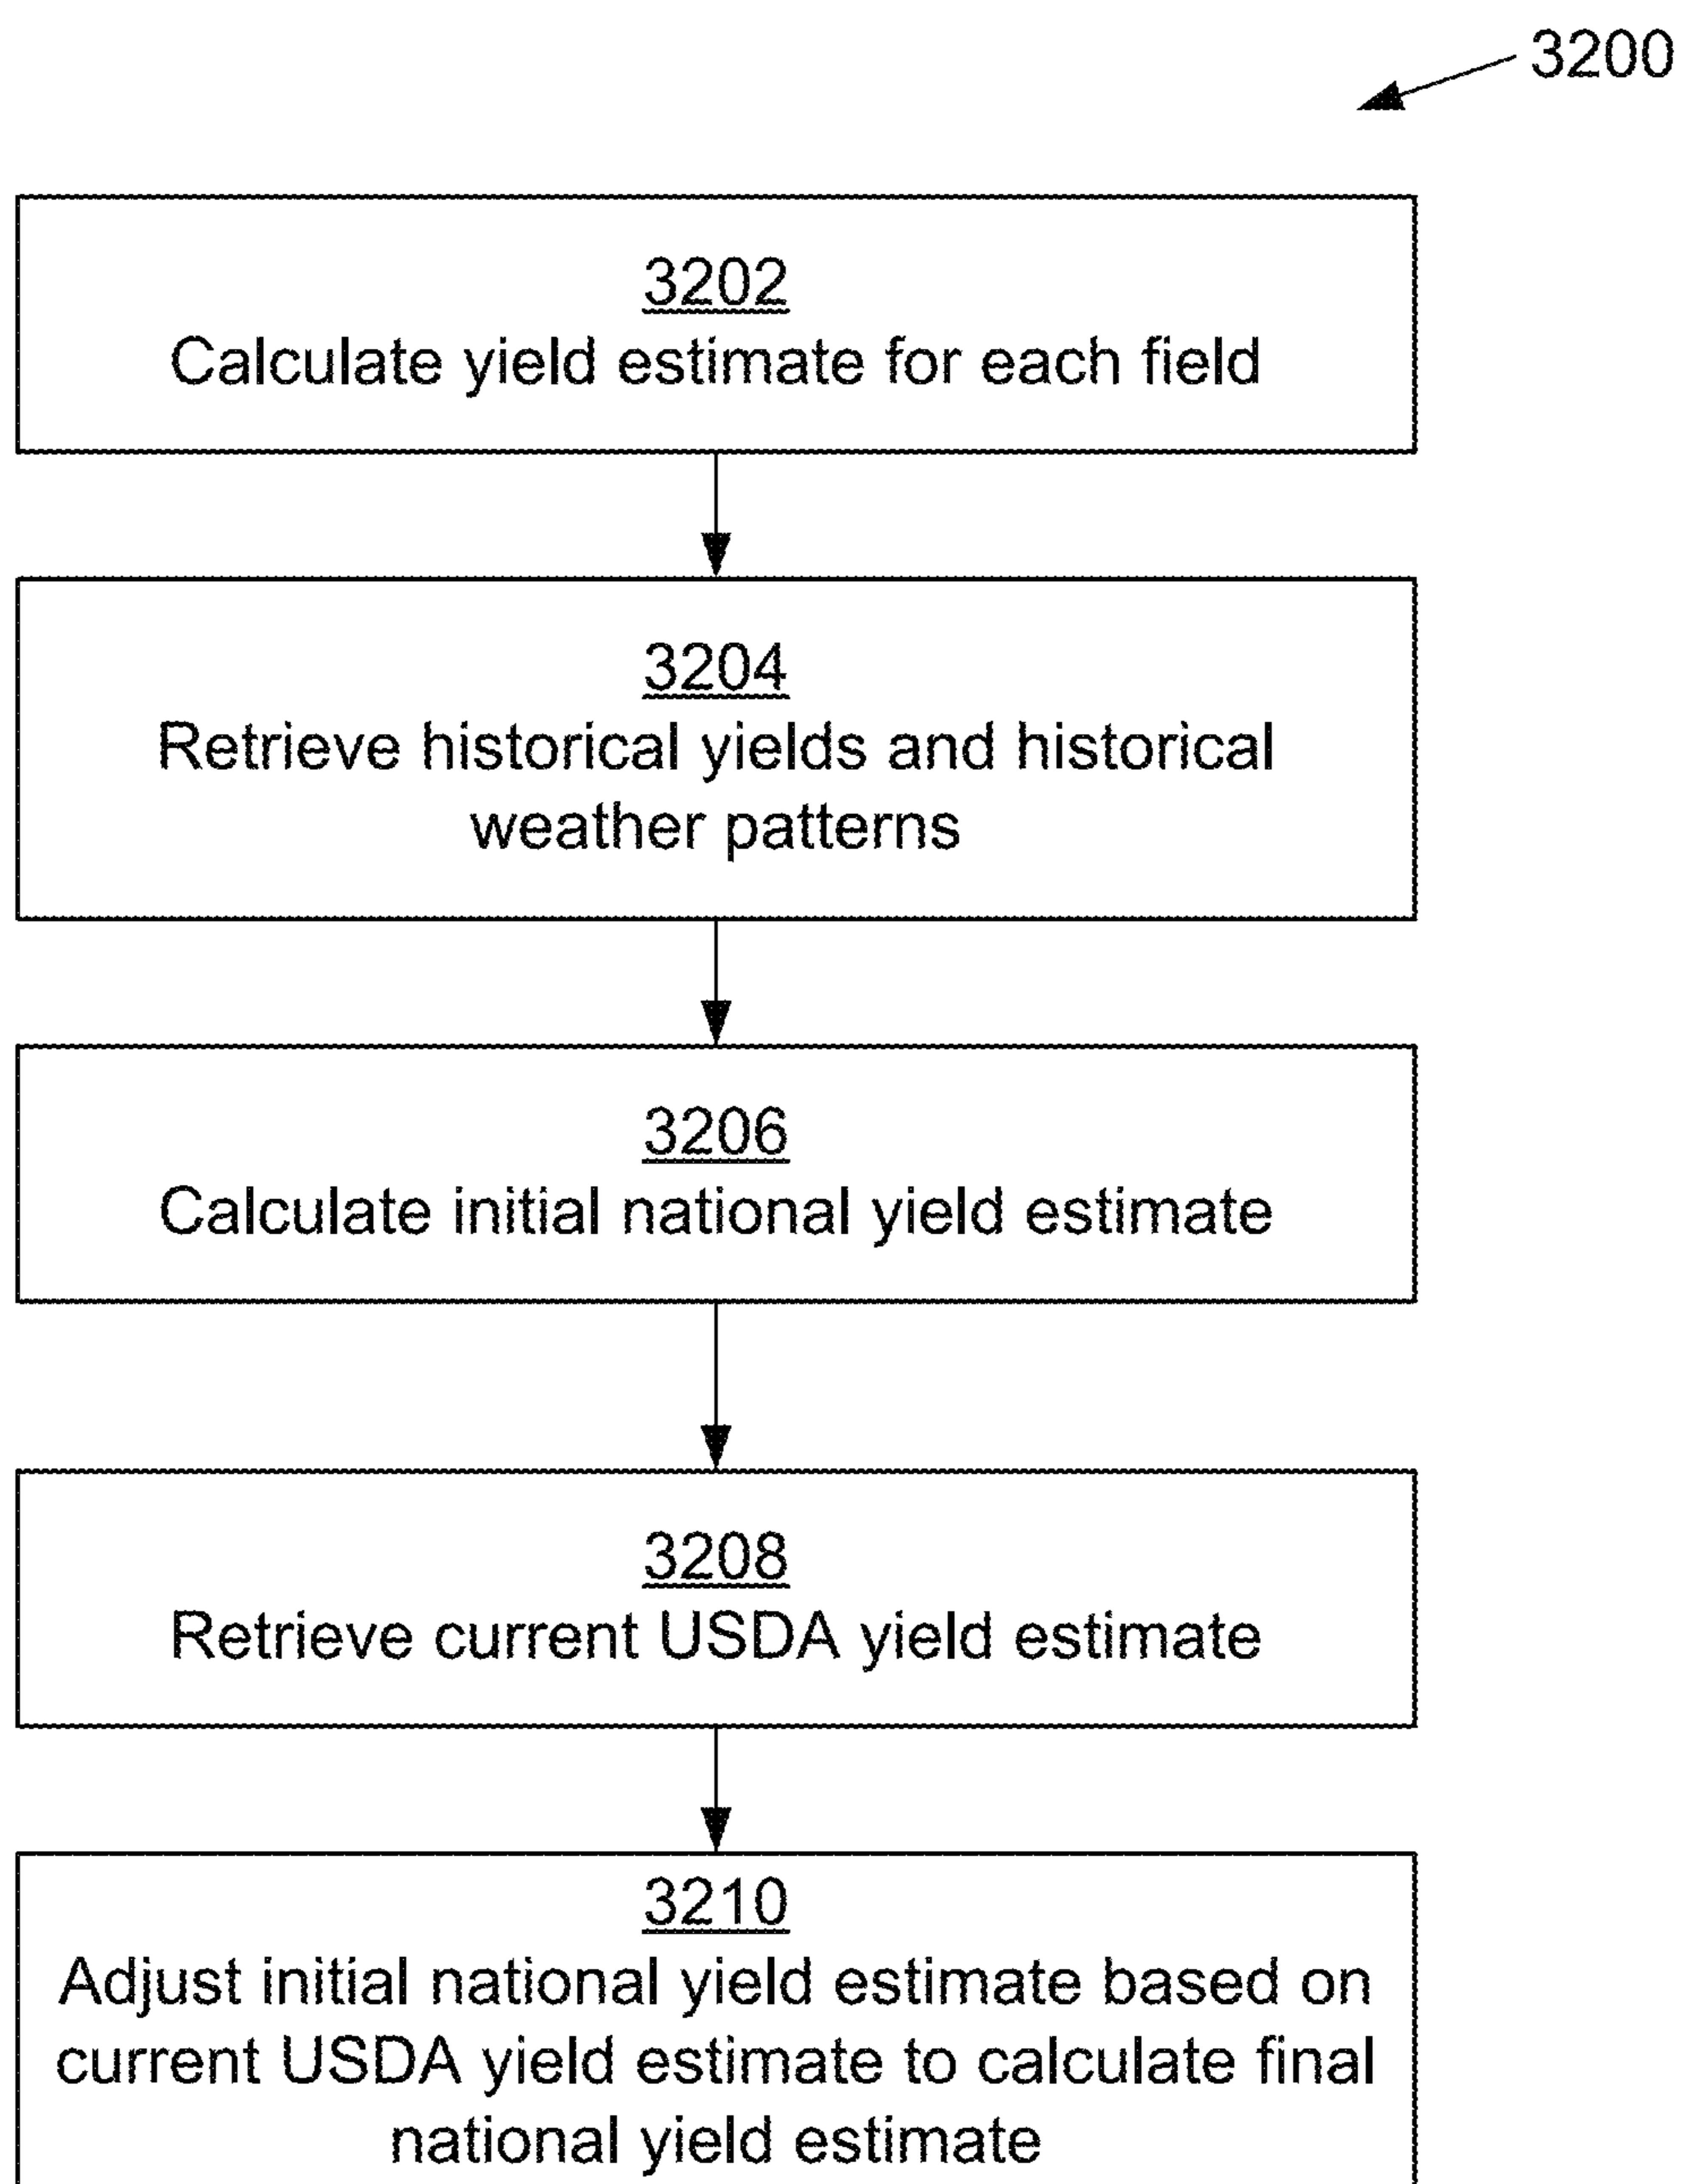 3200
3202
Calculate yield estimate for each field
3204
Retrieve historical yields and historical
weather patterns
3206
Calculate initial national yield estimate
3208
Retrieve current USDA yield estimate
3210
Adjust initial national yield estimate based on
current USDA yield estimate to calculate final
national yield estimate